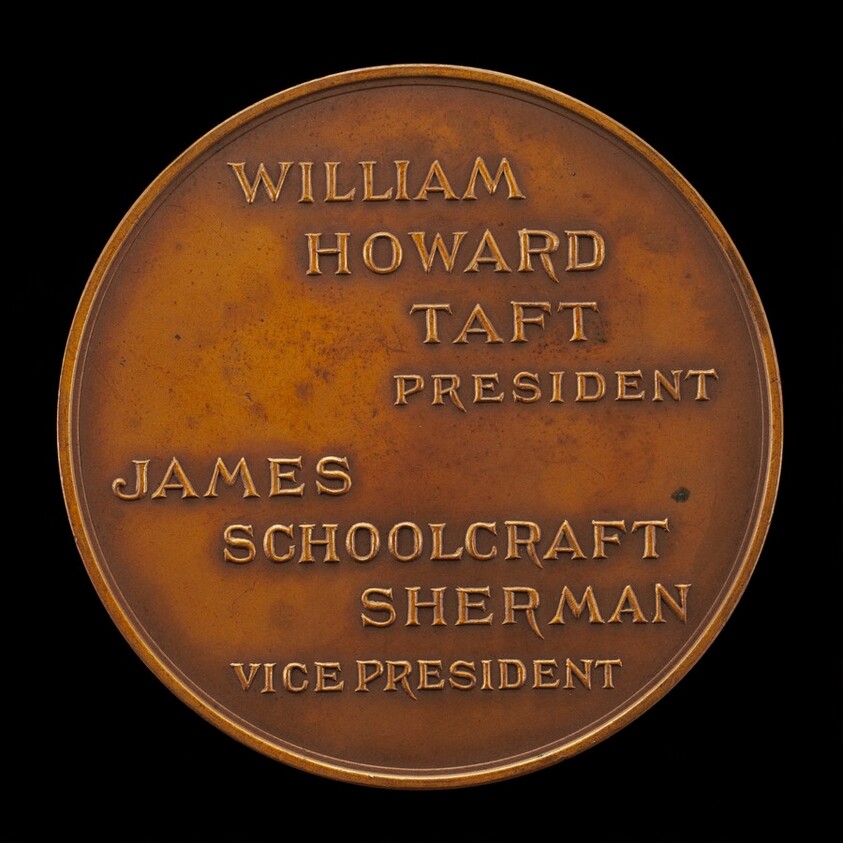 WILLIAM
HOWARD
TAFT
PRESIDENT
JAMES
SCHOOLCRAFT
SHERMAN
VICE PRESIDENT